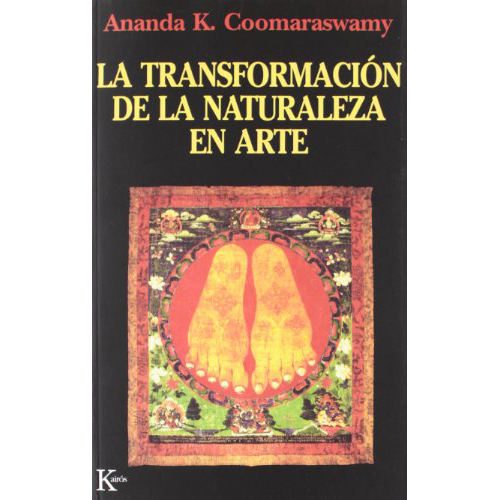 Ananda K. Coomaraswamy
LA TRANSFORMACIÓN
DE LA NATURALEZA
EN ARTE
Kairós